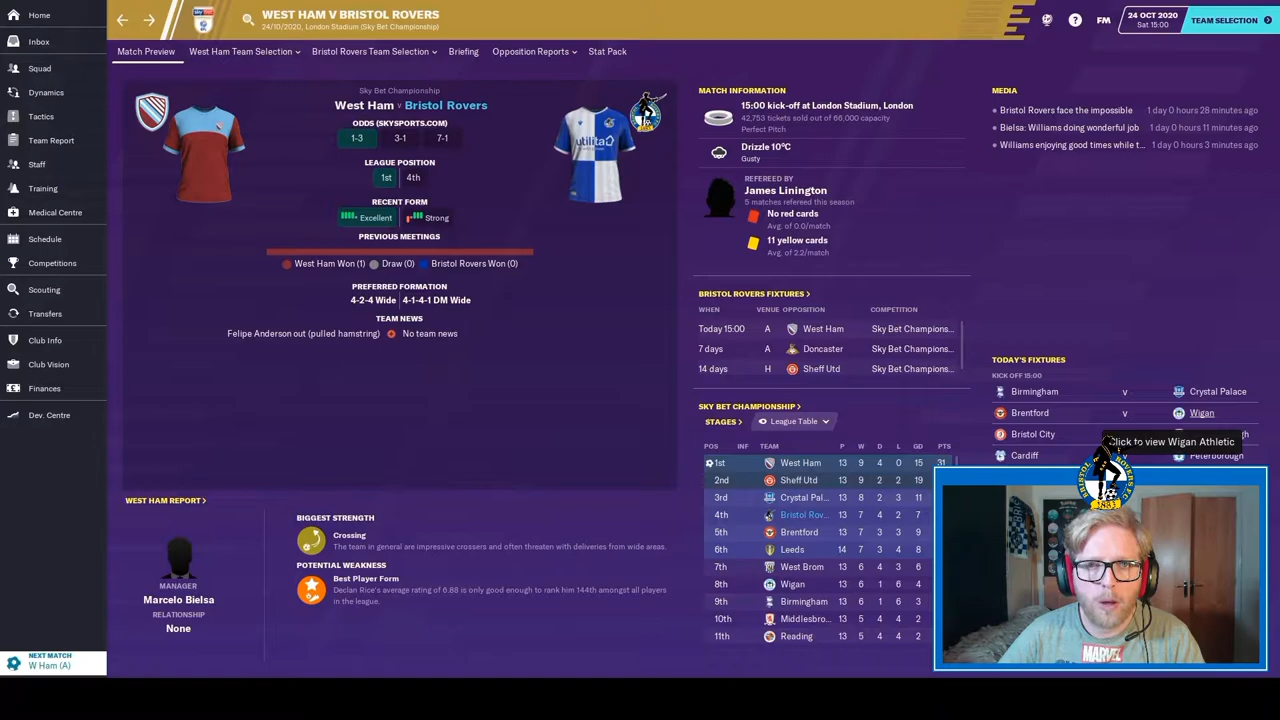 Home
Inbox
Squad
Dynamics
Tactics
Team Report
Staff
Training
Medical Centre
Schedule
Competitions
Scouting
Transfers
Club Info
Club Vision
Finances
Dev. Centre
NEXT MATCH
W Ham (A)
WEST HAM V BRISTOL ROVERS
24/10/2020, London Stadium (Sky Bet Championship)
FM
24 OCT 2020
Sat 15:00
TEAM SELECTION
Match Preview
West Ham Team Selection
Bristol Rovers Team Selection
Briefing
Opposition Reports
Stat Pack
Sky Bet Championship
West Ham v Bristol Rovers
ODDS (SKYSPORTS.COM)
1-3 3-1 7-1
LEAGUE POSITION
1st 4th
RECENT FORM
Excellent Strong
PREVIOUS MEETINGS
West Ham Won (1) Draw (0) Bristol Rovers Won (0)
PREFERRED FORMATION
4-2-4 Wide 4-1-4-1 DM Wide
TEAM NEWS
Felipe Anderson out (pulled hamstring) No team news
utilita
WEST HAM REPORT
MANAGER
Marcelo Bielsa
RELATIONSHIP
None
BIGGEST STRENGTH
Crossing
The team in general are impressive crossers and often threaten with deliveries from wide areas.
POTENTIAL WEAKNESS
Best Player Form
Declan Rice's average rating of 6.88 is only good enough to rank him 144th amongst all players
in the league.
MATCH INFORMATION
15:00 kick-off at London Stadium, London
42,753 tickets sold out of 66,000 capacity
Perfect Pitch
Drizzle 10°C
Gusty
REFEREED BY
James Linington
5 matches refereed this season
No red cards
Avg. of 0.0/match
11 yellow cards
Avg. of 2.2/match
BRISTOL ROVERS FIXTURES
WHEN VENUE OPPOSITION COMPETITION
Today 15:00 A West Ham Sky Bet Champions...
7 days A Doncaster Sky Bet Champions...
14 days H Sheff Utd Sky Bet Champions...
SKY BET CHAMPIONSHIP
STAGES League Table
POS INF TEAM P W D L GD PTS
1st West Ham 13 9 4 0 15 31
2nd Sheff Utd 13 9 2 2 19
3rd Crystal Pal... 13 8 2 3 11
4th Bristol Rov... 13 7 4 2 7
5th Brentford 13 7 3 3 9
6th Leeds 14 7 3 4 8
7th West Brom 13 6 4 3 6
8th Wigan 13 6 1 6 4
9th Birmingham 13 6 1 6 3
10th Middlesbro... 13 5 4 4 2
11th Reading 13 5 4 4 2
MEDIA
Bristol Rovers face the impossible 1 day 0 hours 28 minutes ago
Bielsa: Williams doing wonderful job 1 day 0 hours 11 minutes ago
Williams enjoying good times while t... 1 day 0 hours 3 minutes ago
TODAY'S FIXTURES
KICK OFF 15:00
Birmingham v Crystal Palace
Brentford v Wigan
Bristol City
Click to view Wigan Athletic
Cardiff Peterborough
BRISTOL ROVERS FC
1883
MARVEL